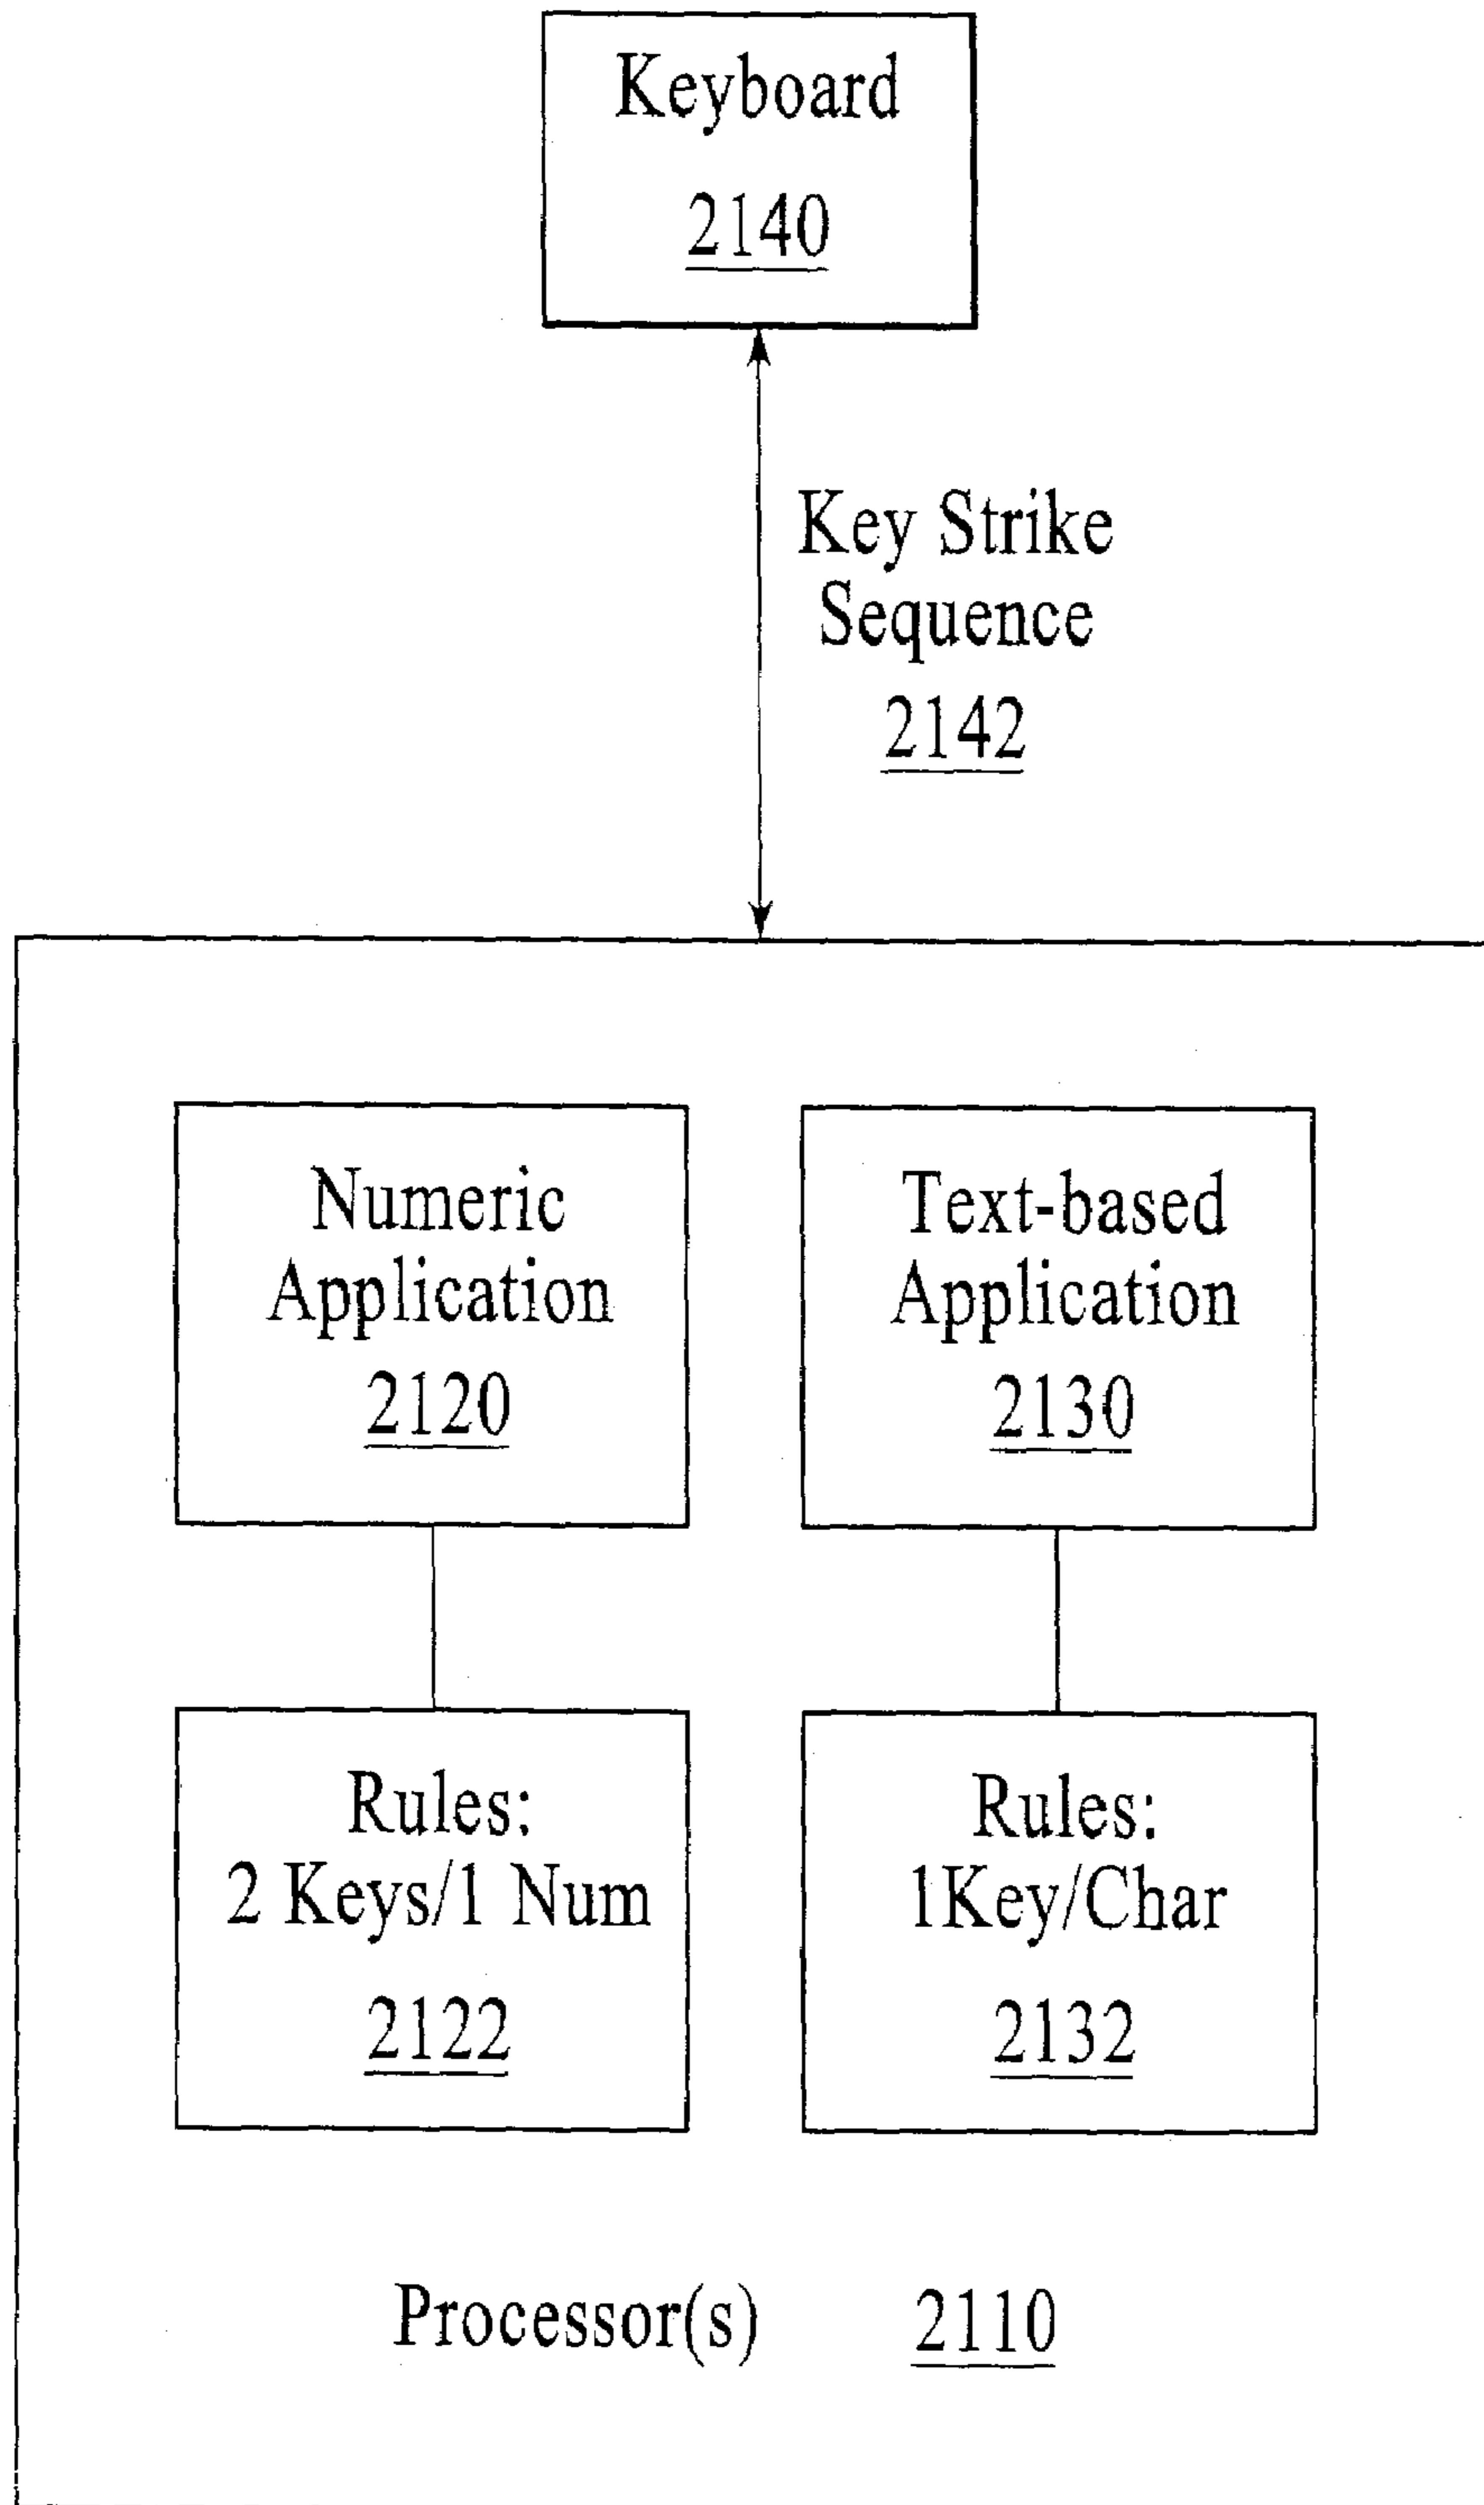 Keyboard
2140
Key Strike
Sequence
2142
Numeric
Application
2120
Text-based
Application
2130
Rules:
2 Keys/1 Num
2122
Rules:
1Key/Char
2132
Processor(s) 2110